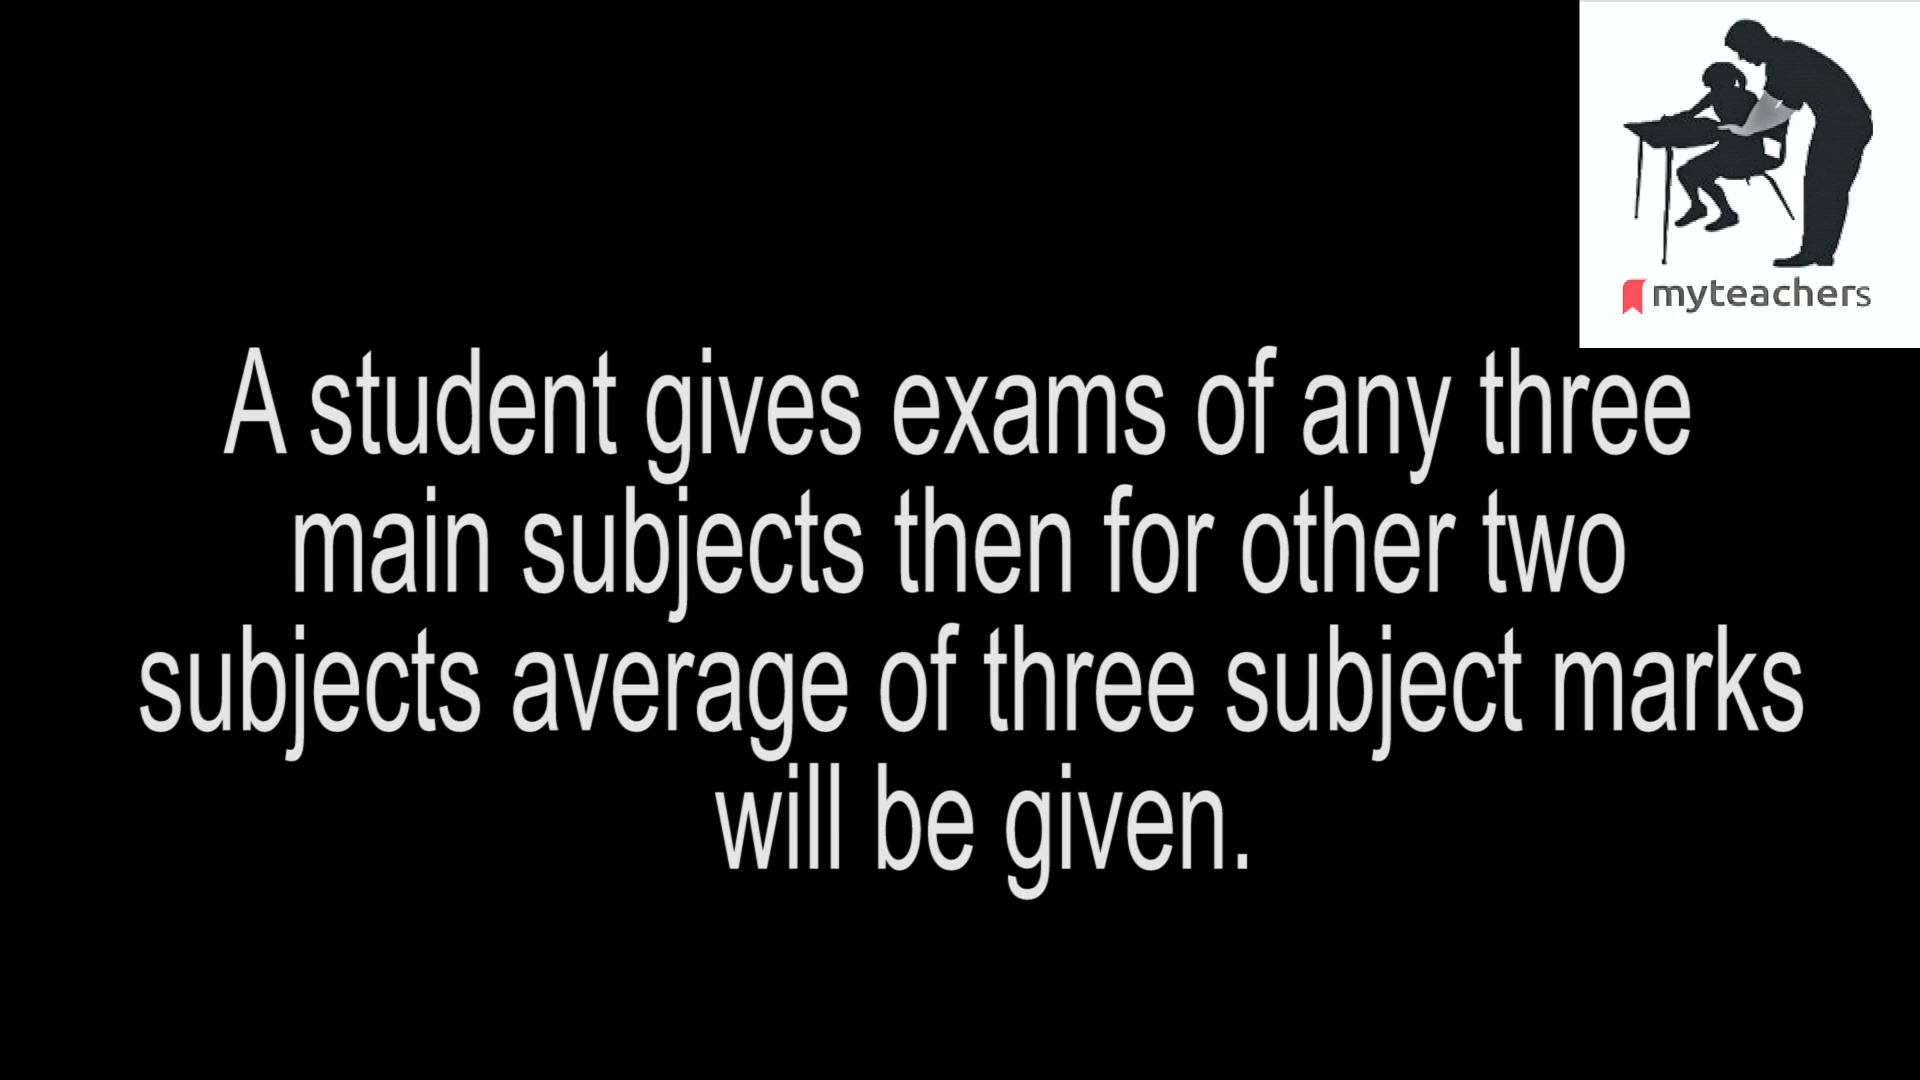 myteachers
A student gives exams of any three
main subjects then for other two
subjects average of three subject marks
will be given.